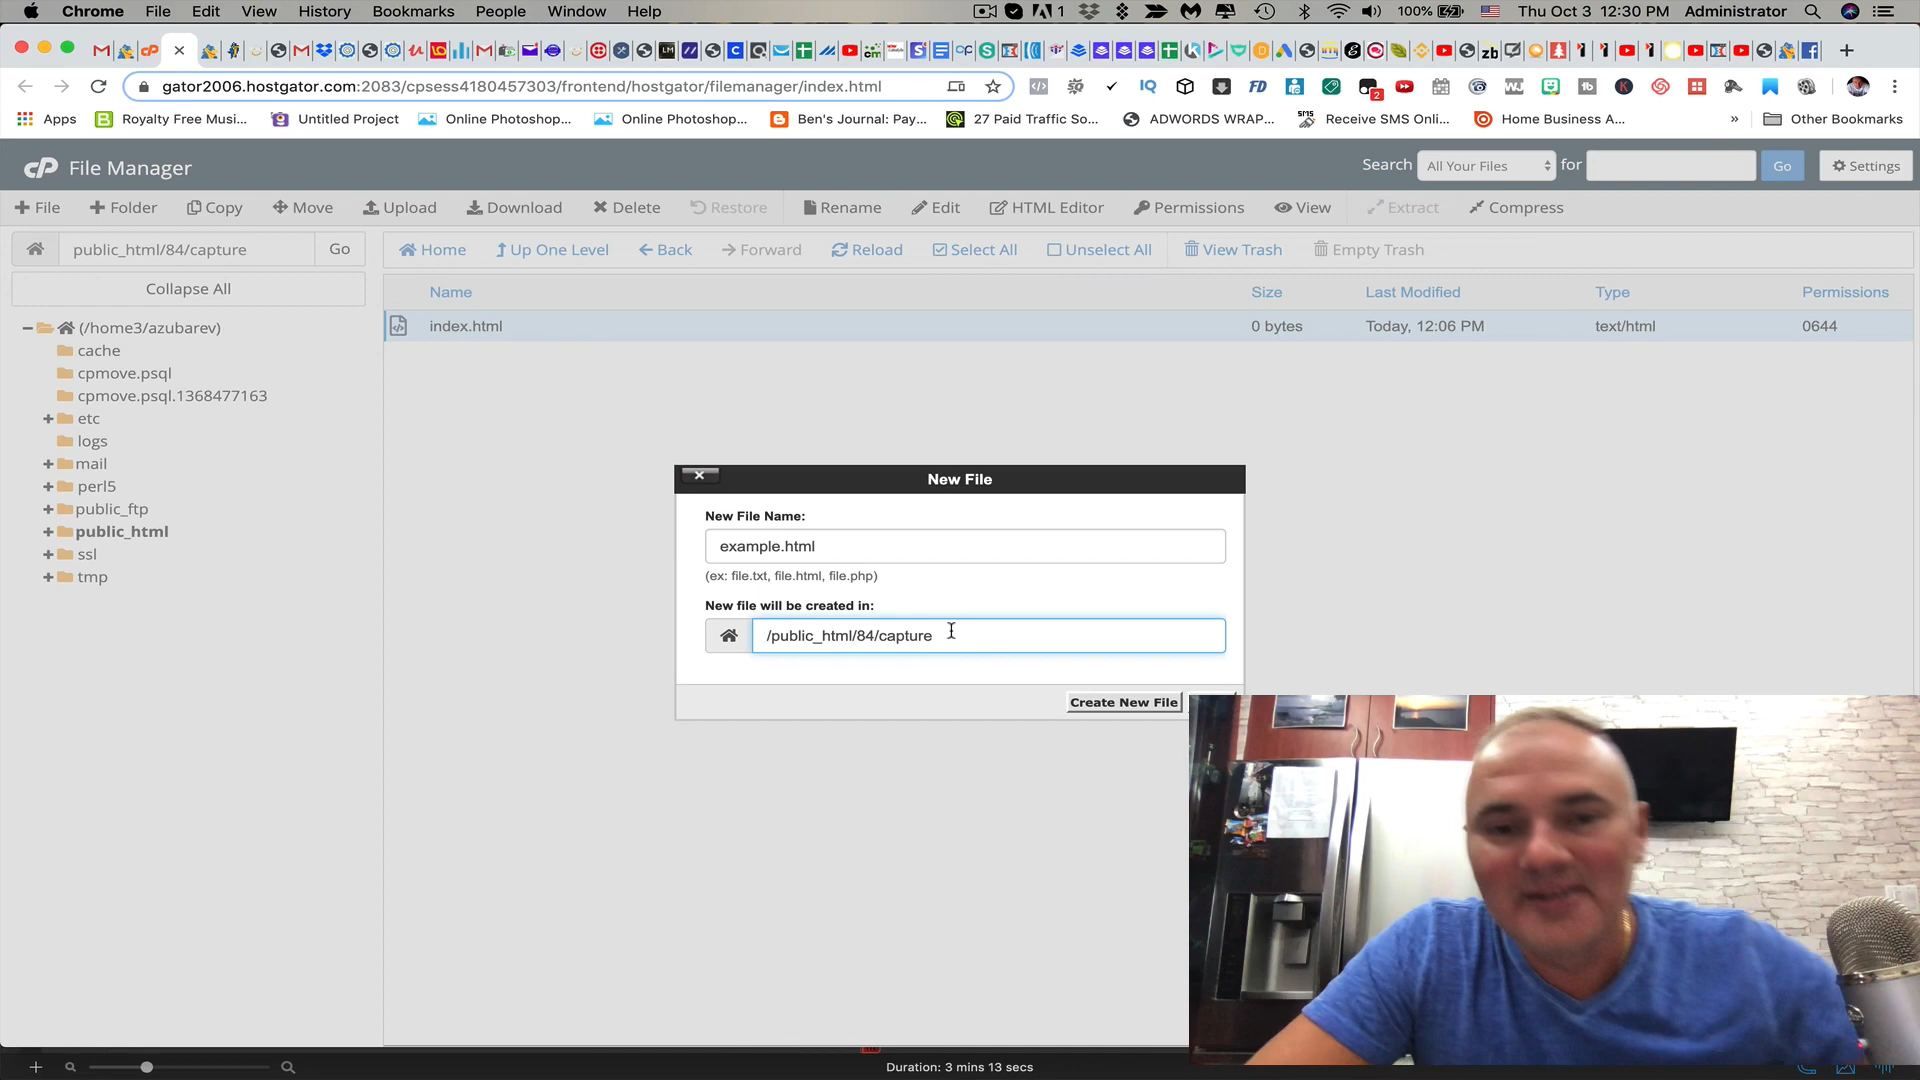 Chrome File Edit View History Bookmarks People Window Help
1 100% Thu Oct 3 12:30 PM Administrator
gator2006.hostgator.com:2083/cpsess4180457303/frontend/hostgator/filemanager/index.html
Apps Royalty Free Musi... Untitled Project Online Photoshop... Online Photoshop... Ben's Journal: Pay... 27 Paid Traffic So... ADWORDS WRAP... Receive SMS Onli... Home Business A... » Other Bookmarks
cP File Manager
Search All Your Files for Go Settings
File Folder Copy Move Upload Download Delete Restore Rename Edit HTML Editor Permissions View Extract Compress
public_html/84/capture Go
Home Up One Level Back Forward Reload Select All Unselect All View Trash Empty Trash
Collapse All
Name Size Last Modified Type Permissions
index.html 0 bytes Today, 12:06 PM text/html 0644
(/home3/azubarev)
cache
cpmove.psql
cpmove.psql.1368477163
etc
logs
mail
perl5
public_ftp
public_html
ssl
tmp
New File
New File Name:
example.html
(ex: file.txt, file.html, file.php)
New file will be created in:
/public_html/84/capture
Create New File
Duration: 3 mins 13 secs